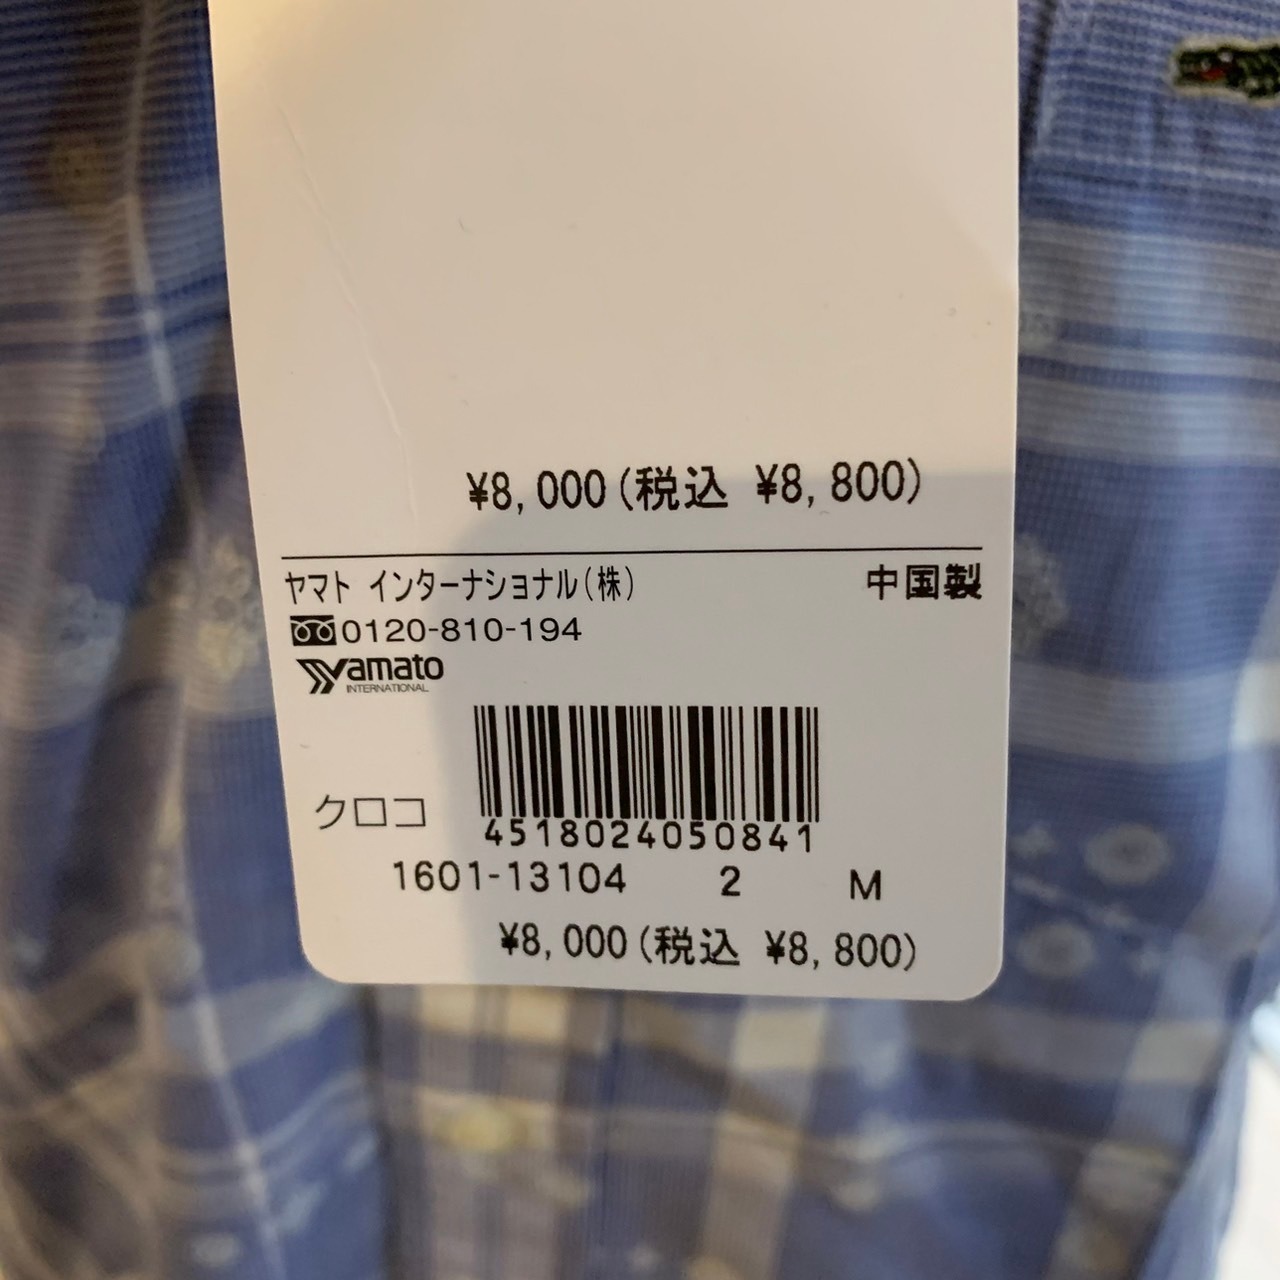 ¥8,000(税込 ¥8,800)
ヤマト インターナショナル(株) 中国製
0120-810-194
Yamato
INTERNATIONAL
クロコ
4518024050841
1601-13104 2 M
¥8,000(税込 ¥8,800)